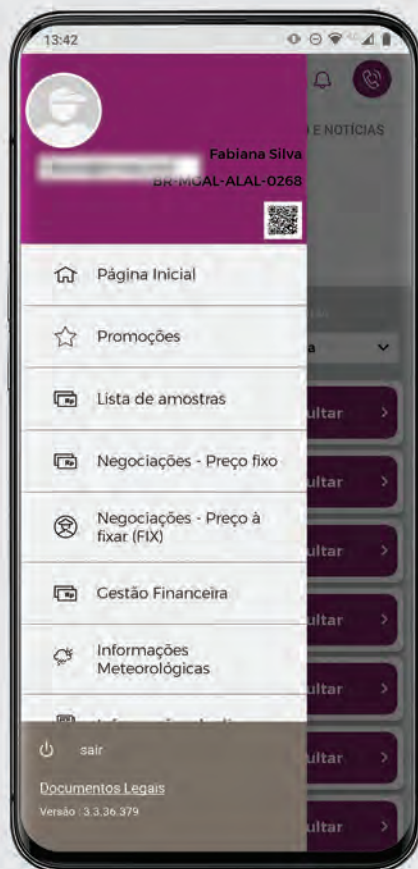 13:42
E NOTÍCIAS
Fabiana Silva
BR-MGAL-ALAL-0268
Página Inicial
Promoções
a
Lista de amostras
ultar
Negociações - Preço fixo
ultar
Negociações - Preço à
fixar (FIX)
ultar
Gestão Financeira
ultar
Informações
Meteorológicas
ultar
sair
ultar
Documentos Legais
Versão : 3.3.36.379
ultar